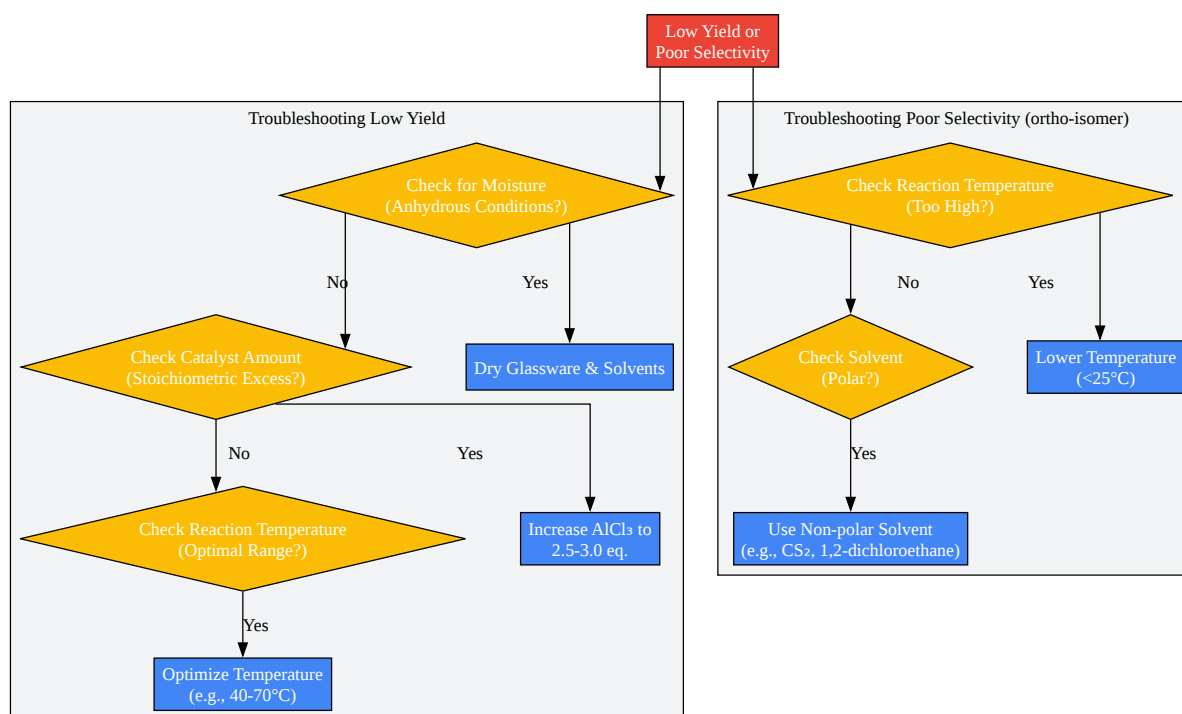 Low Yield or
Poor Selectivity
Troubleshooting Low Yield
Check for Moisture
(Anhydrous Conditions?)
No
Yes
Check Catalyst Amount
(Stoichiometric Excess?)
Dry Glassware & Solvents
No
Yes
Check Reaction Temperature
(Optimal Range?)
Increase AlCl₃ to
2.5-3.0 eq.
Yes
Optimize Temperature
(e.g., 40-70°C)
Troubleshooting Poor Selectivity (ortho-isomer)
Check Reaction Temperature
(Too High?)
No
Yes
Check Solvent
(Polar?)
Lower Temperature
(<25°C)
Yes
Use Non-polar Solvent
(e.g., CS₂, 1,2-dichloroethane)